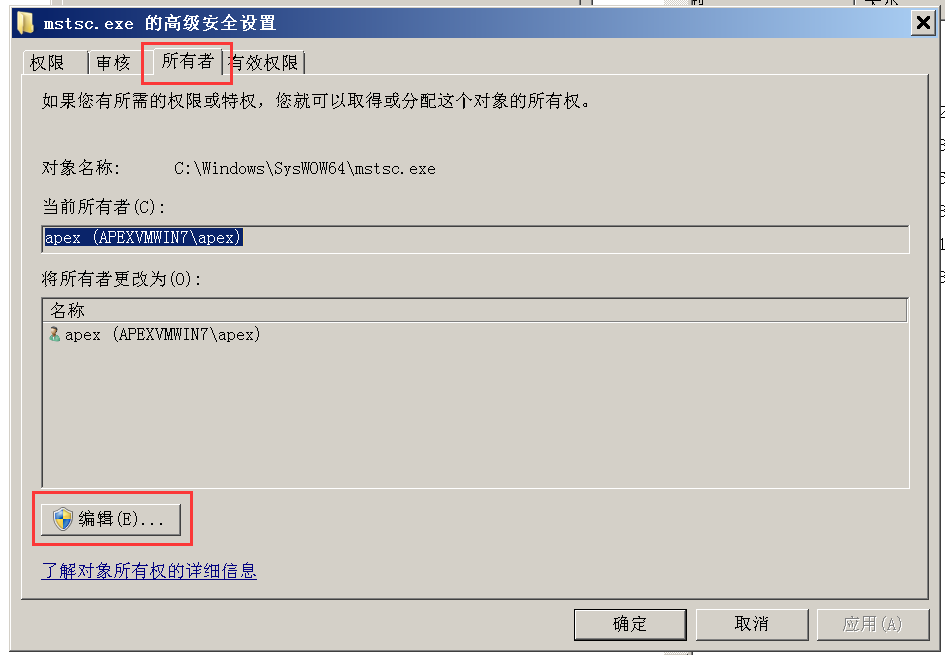 mstsc.exe 的高级安全设置
权限 审核 所有者 有效权限
如果您有所需的权限或特权，您就可以取得或分配这个对象的所有权。
对象名称: C:\Windows\SysWOW64\mstsc.exe
当前所有者(C):
apex (APEXVMWIN7\apex)
将所有者更改为(O):
名称
apex (APEXVMWIN7\apex)
编辑(E)...
了解对象所有权的详细信息
确定 取消 应用(A)